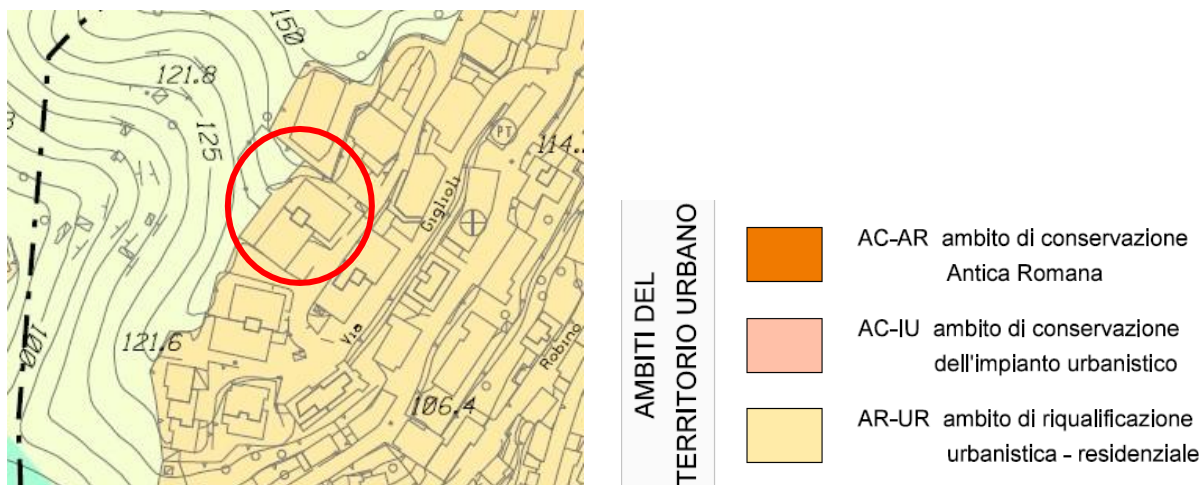 150
121.8
125
PT
114.
Giglioli
Via
121.6
100
106.4
Robino
AMBITI DEL
TERRITORIO URBANO
AC-AR ambito di conservazione
Antica Romana
AC-IU ambito di conservazione
dell'impianto urbanistico
AR-UR ambito di riqualificazione
urbanistica - residenziale